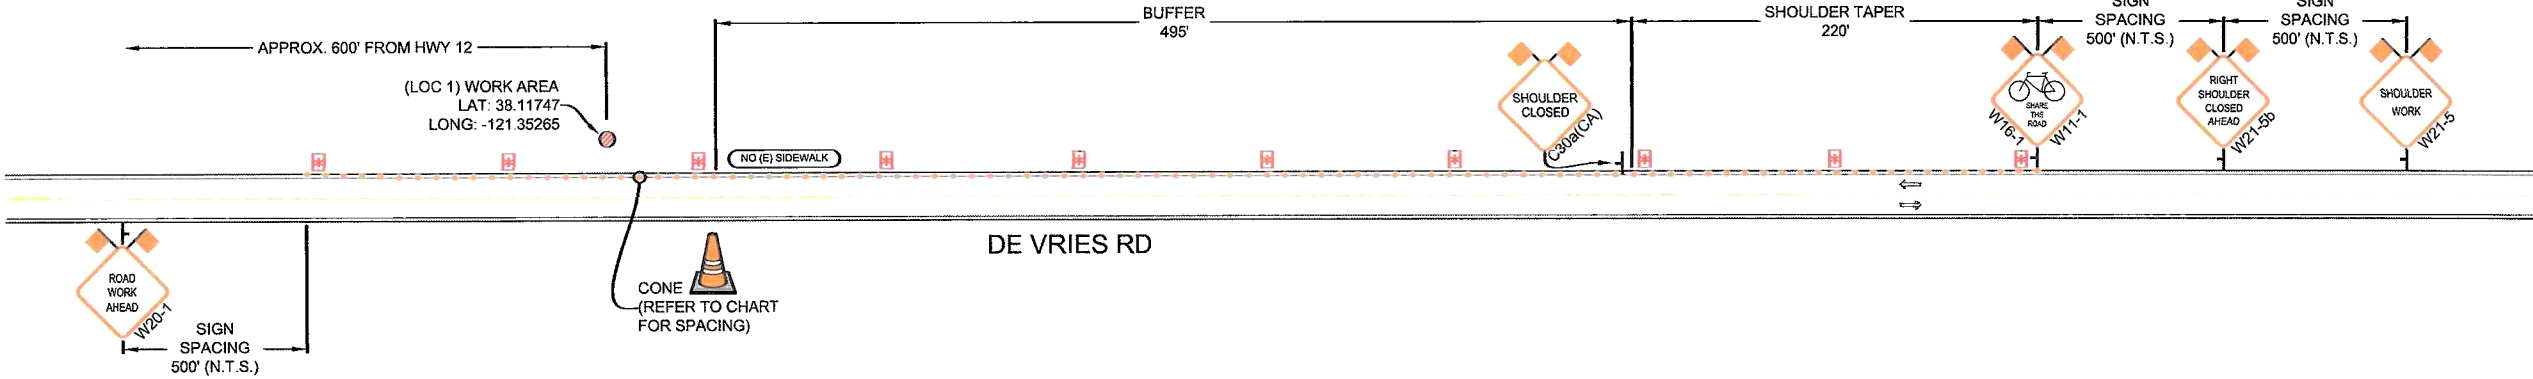 BUFFER
495'
SHOULDER TAPER
220'
SIGN
SPACING
500' (N.T.S.)
SIGN
SPACING
500' (N.T.S.)
APPROX. 600' FROM HWY 12
(LOC 1) WORK AREA
LAT: 38.11747
LONG: -121.35265
NO (E) SIDEWALK
SHOULDER
CLOSED
C30a(CA)
SHARE
THE
ROAD
W16-1
W11-1
RIGHT
SHOULDER
CLOSED
AHEAD
W21-5b
SHOULDER
WORK
W21-5
DE VRIES RD
ROAD
WORK
AHEAD
W20-1
SIGN
SPACING
500' (N.T.S.)
CONE
(REFER TO CHART
FOR SPACING)